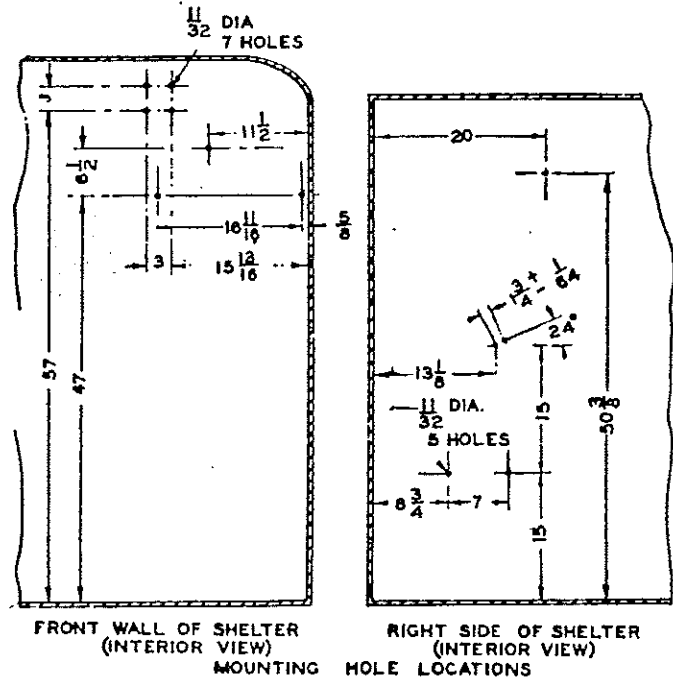 11/32 DIA
7 HOLES
3
11 1/2
6 1/2
16 11/16
5/8
3
15 13/16
57
47
20
1 3/4 ± 1/64
24°
13 1/8
11/32 DIA.
5 HOLES
15
50 3/8
8 3/4
7
15
FRONT WALL OF SHELTER
(INTERIOR VIEW)
RIGHT SIDE OF SHELTER
(INTERIOR VIEW)
MOUNTING HOLE LOCATIONS